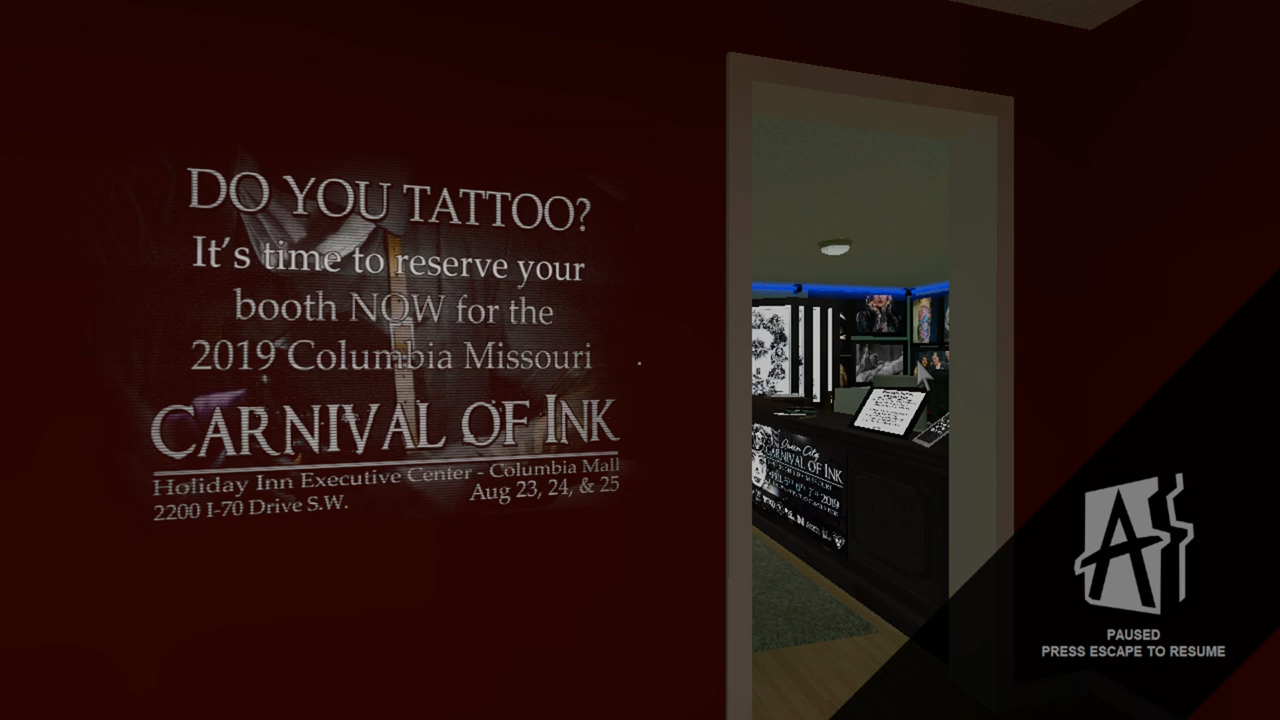 DO YOU TATTOO?
It's time to reserve your
booth NOW for the
2019 Columbia Missouri
CARNIVAL OF INK
Holiday Inn Executive Center - Columbia Mall
2200 I-70 Drive S.W.
Aug 23, 24, & 25
Queen City
CARNIVAL OF INK
2019
PAUSED
PRESS ESCAPE TO RESUME